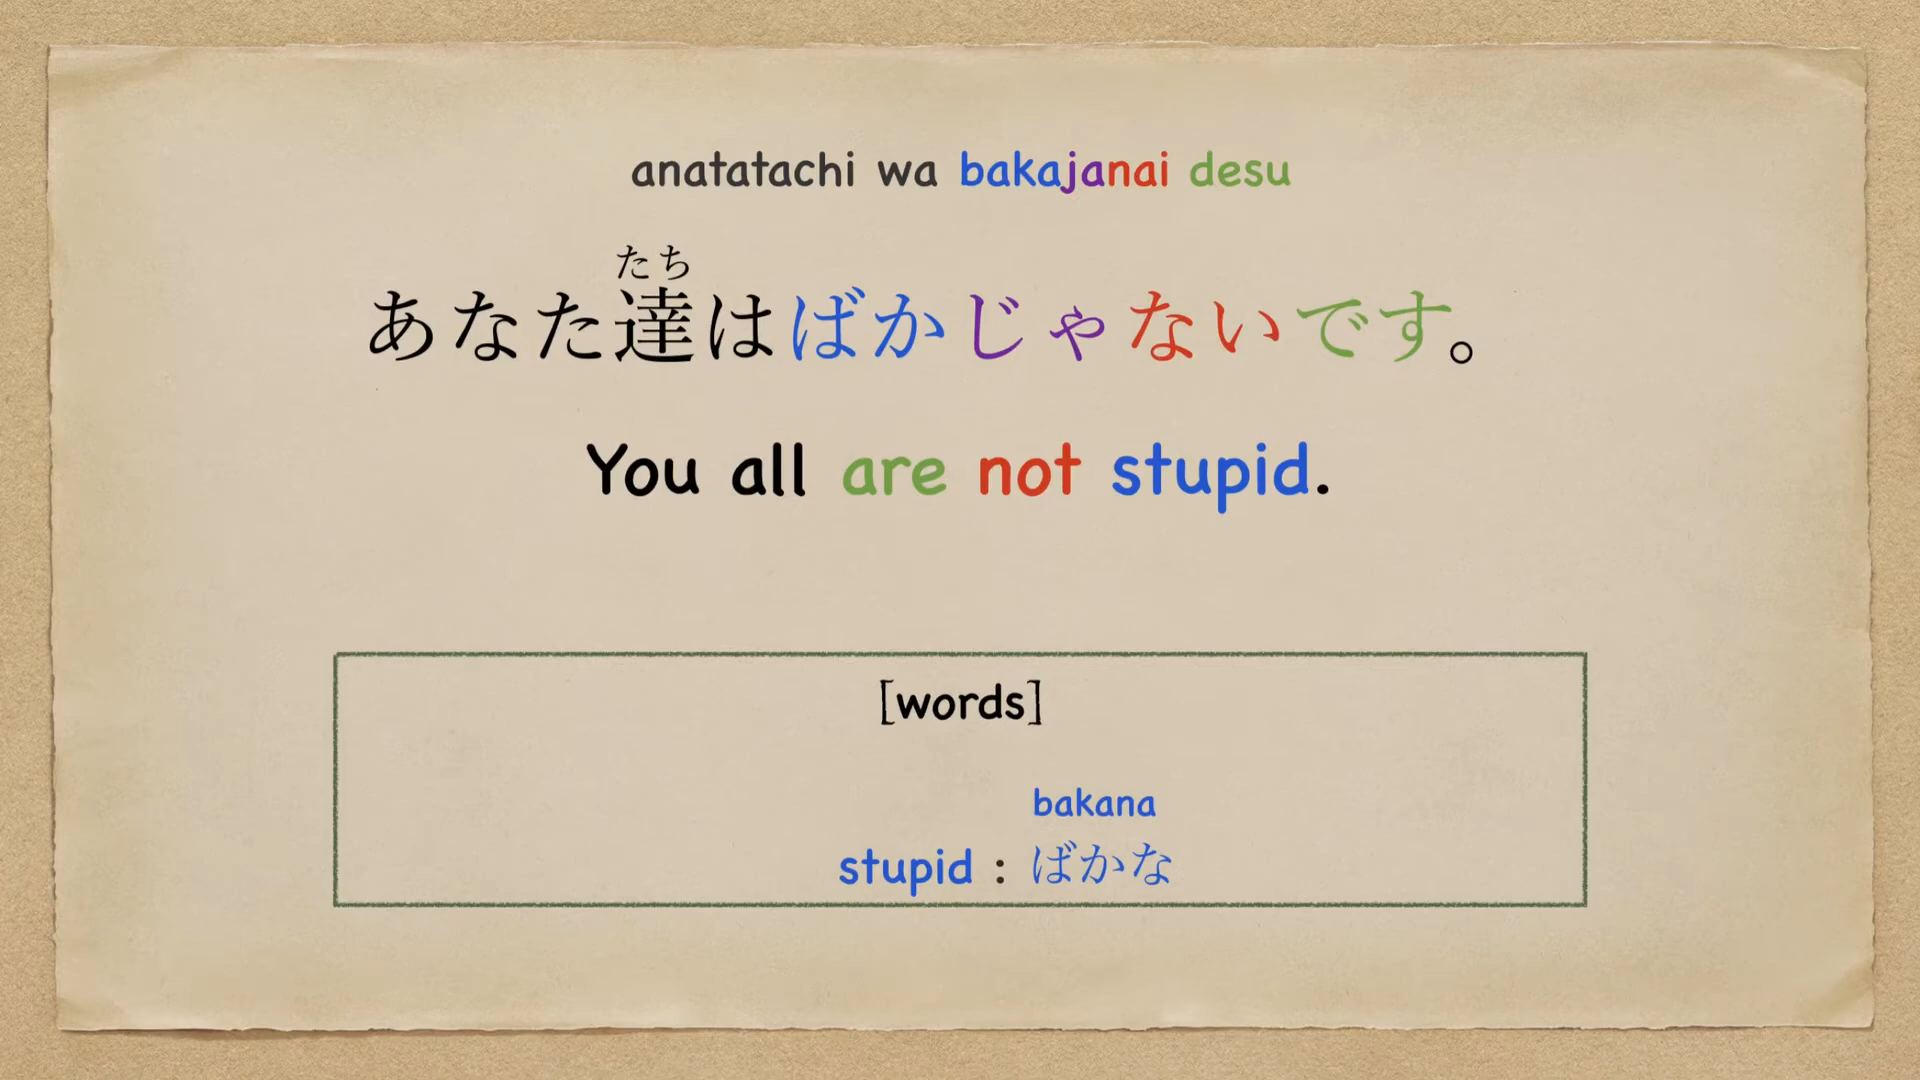 anatatachi wa bakajanai desu
たち
あなた達はばかじゃないです。
You all are not stupid.
[words]
bakana
stupid : ばかな